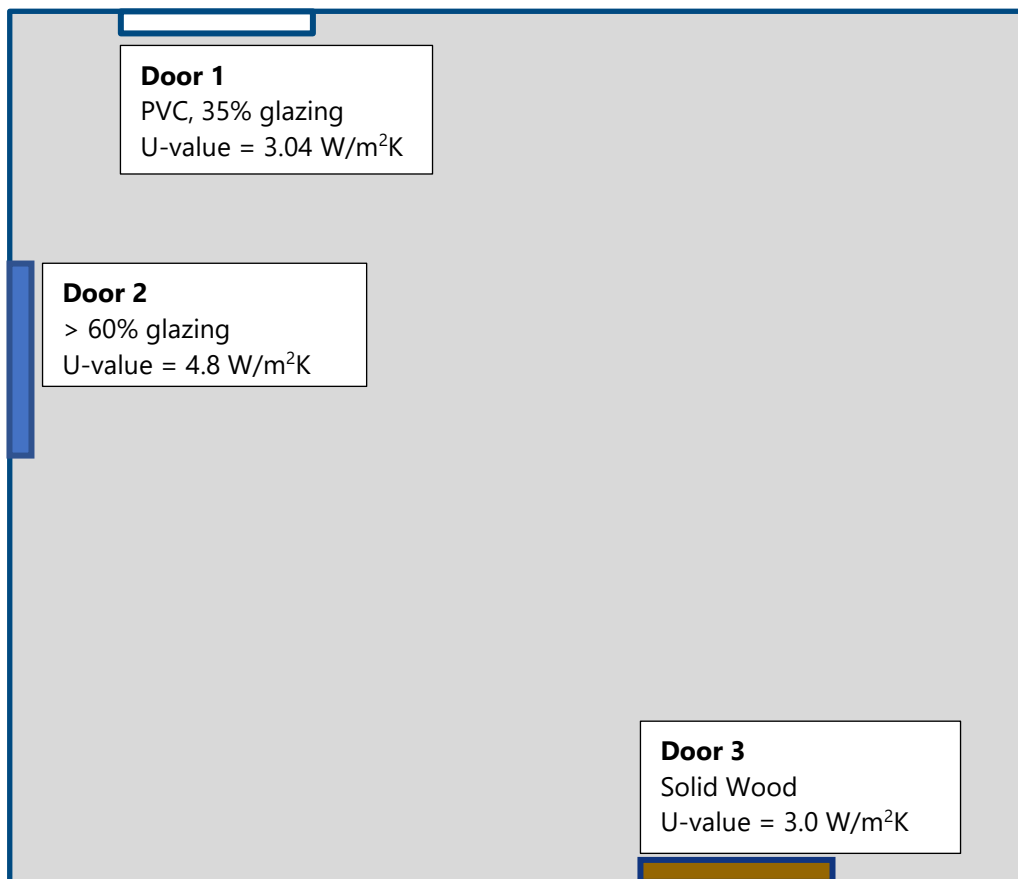 Door 1
PVC, 35% glazing
U-value = 3.04 W/m²K
Door 2
> 60% glazing
U-value = 4.8 W/m²K
Door 3
Solid Wood
U-value = 3.0 W/m²K